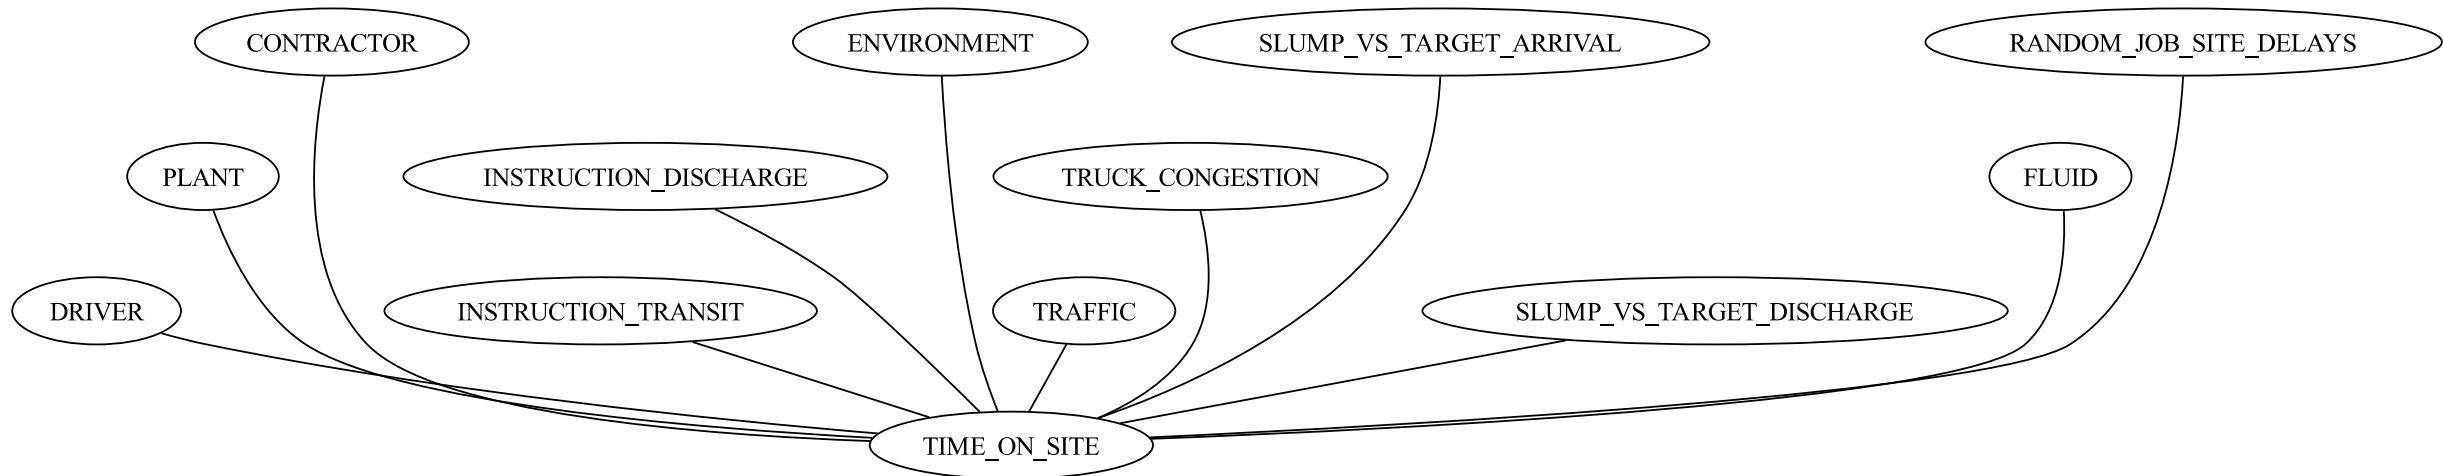 CONTRACTOR
ENVIRONMENT
SLUMP_VS_TARGET_ARRIVAL
RANDOM_JOB_SITE_DELAYS
PLANT
INSTRUCTION_DISCHARGE
TRUCK_CONGESTION
FLUID
DRIVER
INSTRUCTION_TRANSIT
TRAFFIC
SLUMP_VS_TARGET_DISCHARGE
TIME_ON_SITE